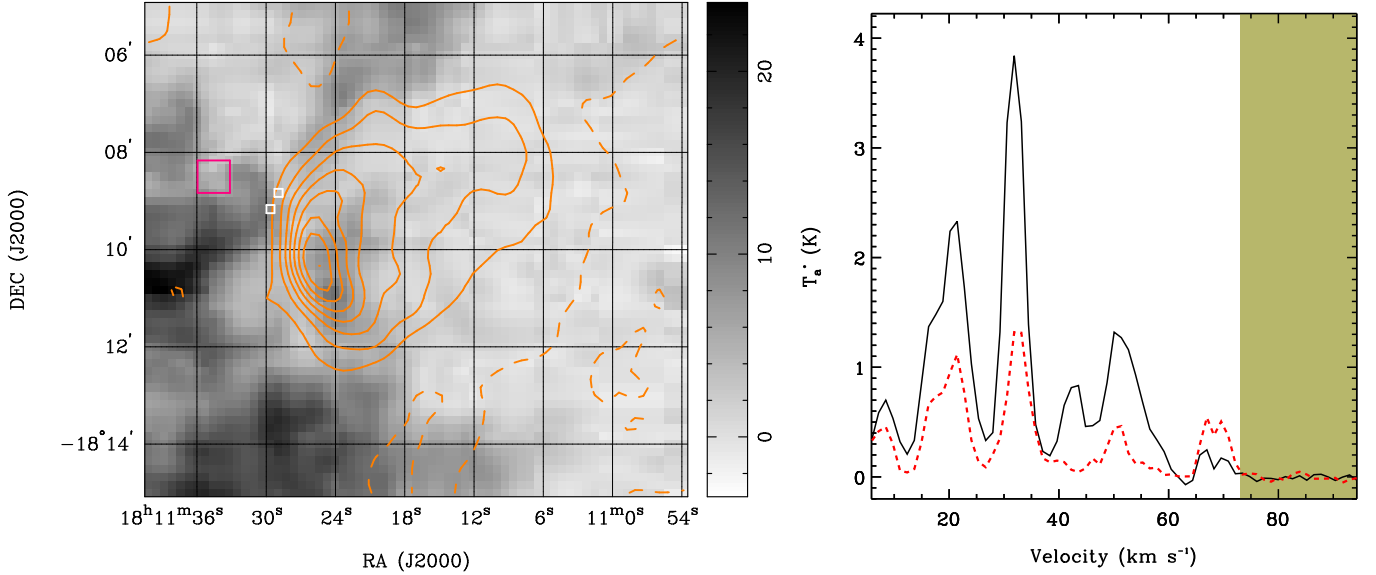 06′
08′
10′
12′
−18°14′
DEC (J2000)
18ʰ11ᵐ36ˢ 30ˢ 24ˢ 18ˢ 12ˢ 6ˢ 11ᵐ0ˢ 54ˢ
RA (J2000)
20
10
0
4
3
2
1
0
Tₐ* (K)
20 40 60 80
Velocity (km s⁻¹)